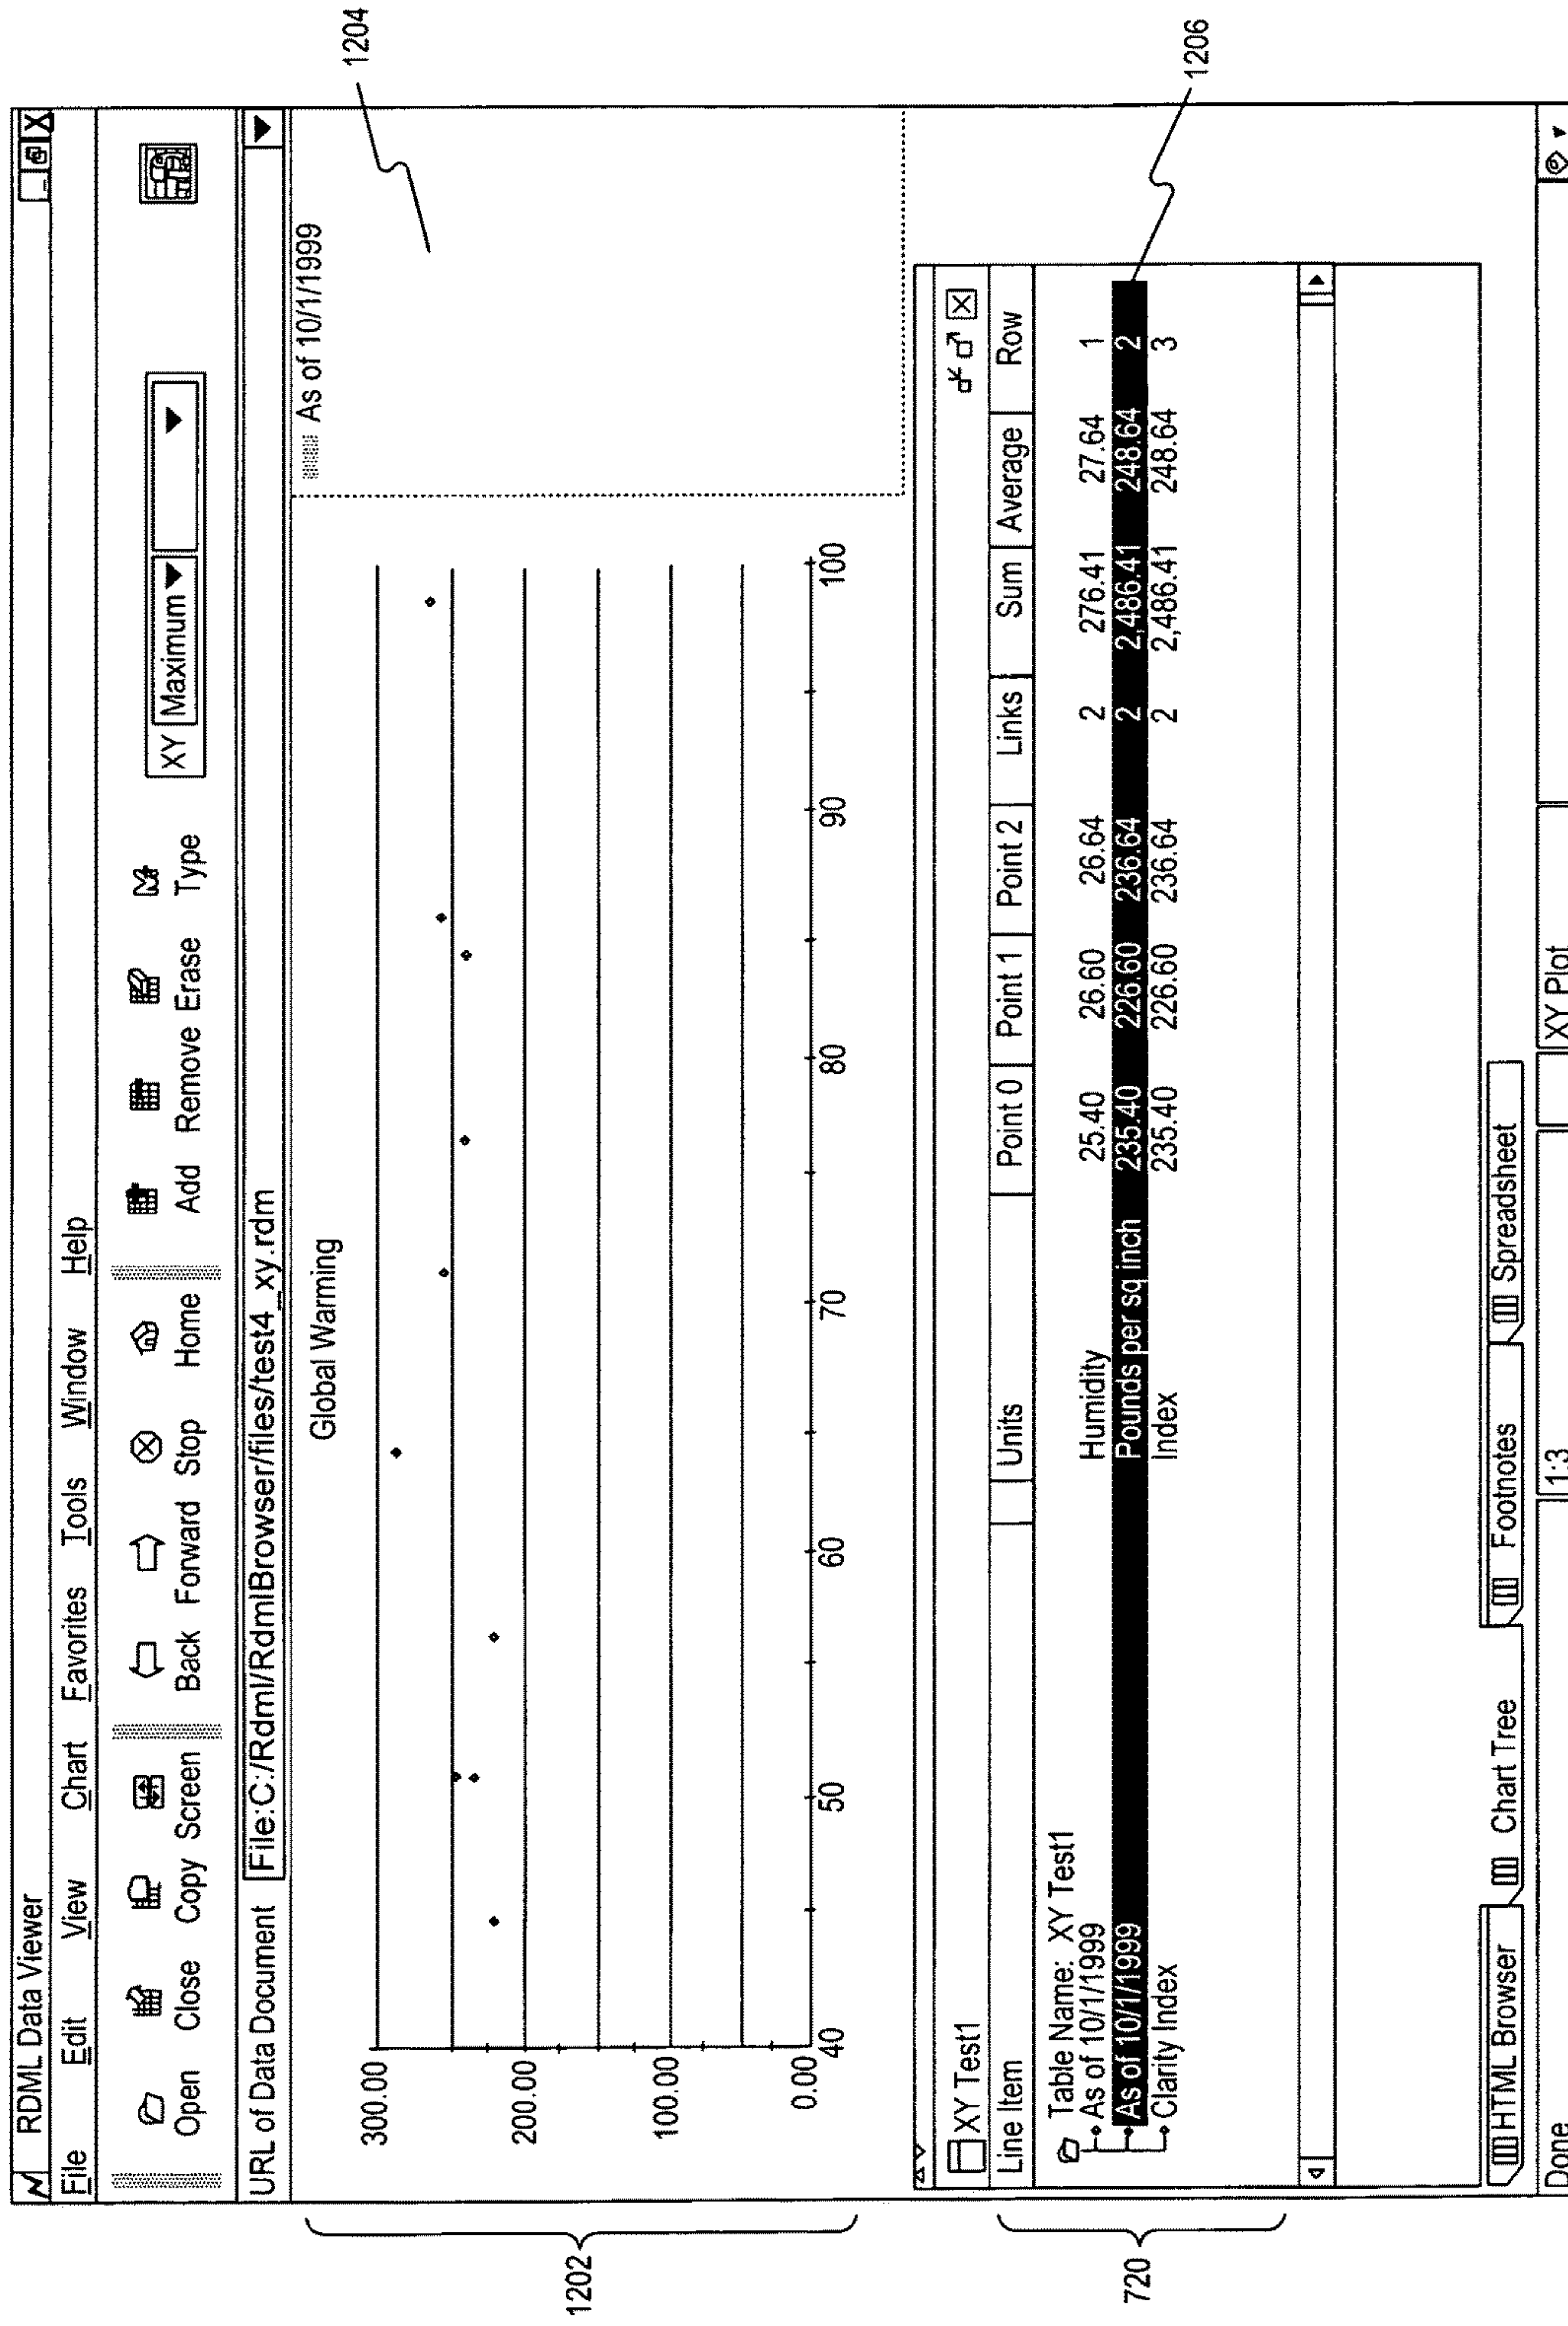 RDML Data Viewer
File Edit View Chart Favorites Tools Window Help
Open Close Copy Screen Back Forward Stop Home Add Remove Erase Type XY Maximum
URL of Data Document File:C:/Rdml/RdmlBrowser/files/test4_xy.rdm
Global Warming
As of 10/1/1999
1204
300.00
200.00
100.00
0.00
40 50 60 70 80 90 100
1202
XY Test1
Line Item Units Point 0 Point 1 Point 2 Links Sum Average Row
Table Name: XY Test1
As of 10/1/1999 Humidity 25.40 26.60 26.64 2 276.41 27.64 1
As of 10/1/1999 Pounds per sq inch 235.40 226.60 236.64 2 2,486.41 248.64 2
Clarity Index Index 235.40 226.60 236.64 2 2,486.41 248.64 3
1206
720
HTML Browser Chart Tree Footnotes Spreadsheet
Done 1:3 XY Plot